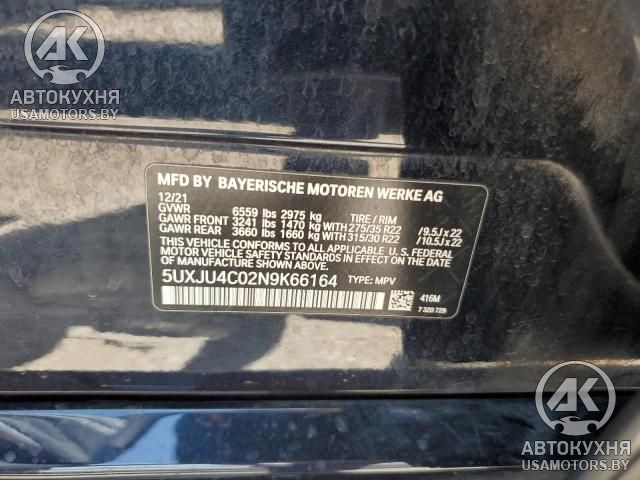 AK
АВТОКУХНЯ
USAMOTORS.BY
MFD BY BAYERISCHE MOTOREN WERKE AG
12/21
GVWR 6559 lbs 2975 kg TIRE / RIM
GAWR FRONT 3241 lbs 1470 kg WITH 275/35 R22 / 9.5J x 22
GAWR REAR 3660 lbs 1660 kg WITH 315/30 R22 / 10.5J x 22
THIS VEHICLE CONFORMS TO ALL APPLICABLE U.S. FEDERAL
MOTOR VEHICLE SAFETY STANDARDS IN EFFECT ON THE DATE
OF MANUFACTURE SHOWN ABOVE.
5UXJU4C02N9K66164 TYPE: MPV
416M
7 320 729
AK
АВТОКУХНЯ
USAMOTORS.BY